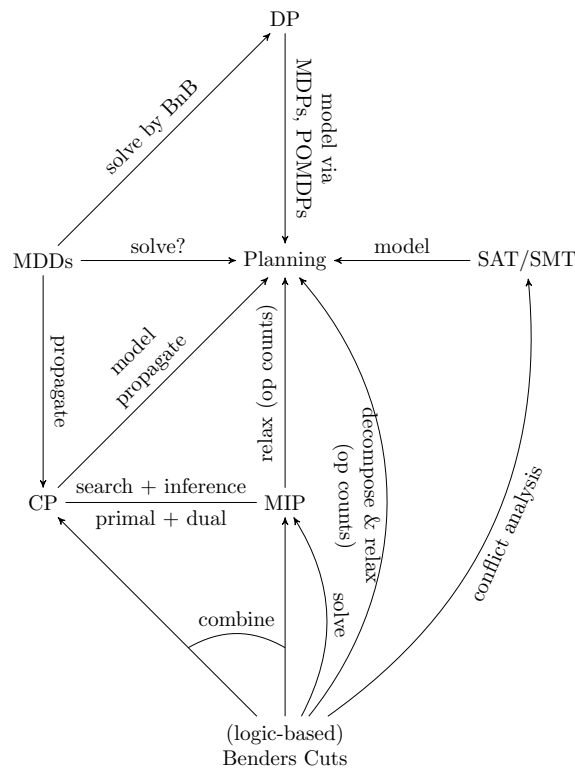 DP
solve by BnB
model via
MDPs, POMDPs
MDDs
solve?
Planning
model
SAT/SMT
propagate
model
propagate
relax (op counts)
decompose & relax
(op counts)
conflict analysis
CP
search + inference
primal + dual
MIP
combine
solve
(logic-based)
Benders Cuts